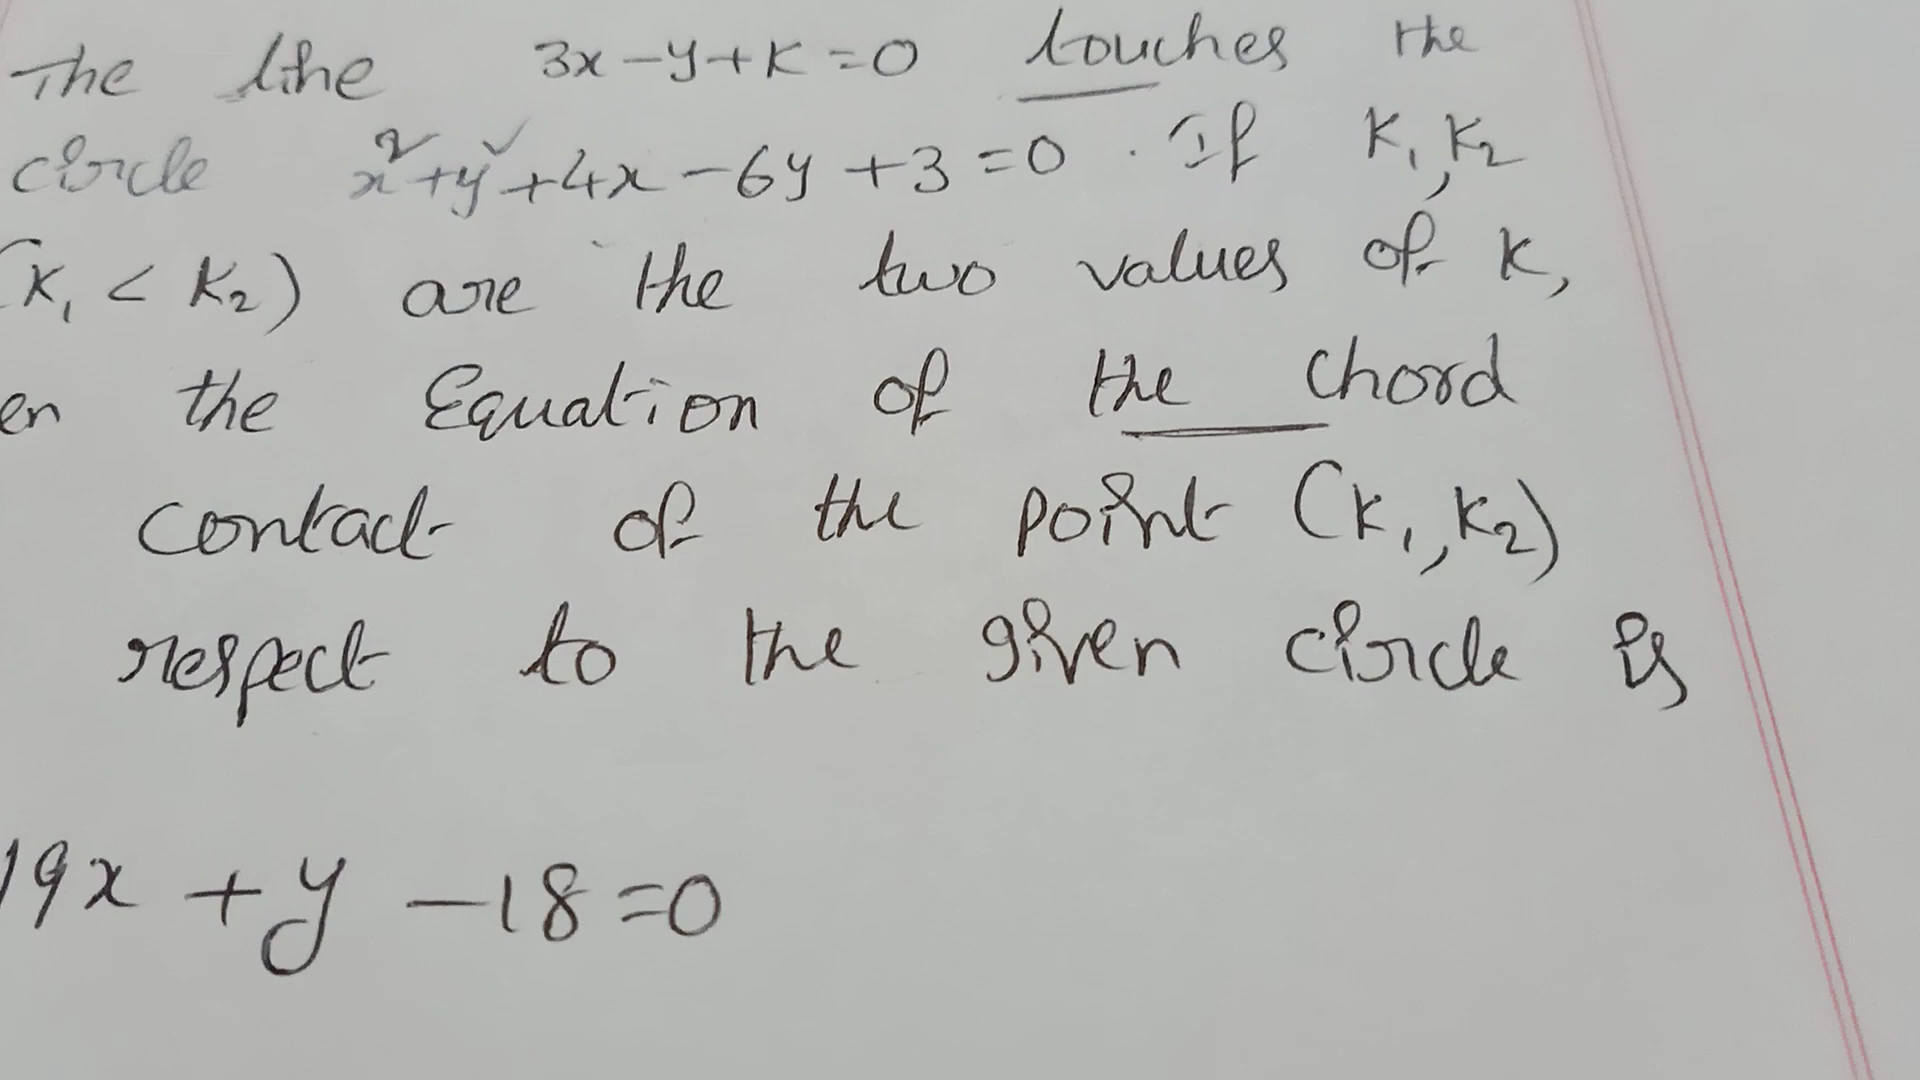 The line 3x-y+k=0 touches the
circle x²+y²+4x-6y+3=0. If K₁,K₂
(K₁<K₂) are the two values of K,
en the Equation of the chord
contact of the point (K₁,K₂)
respect to the given circle is
19x+y-18=0